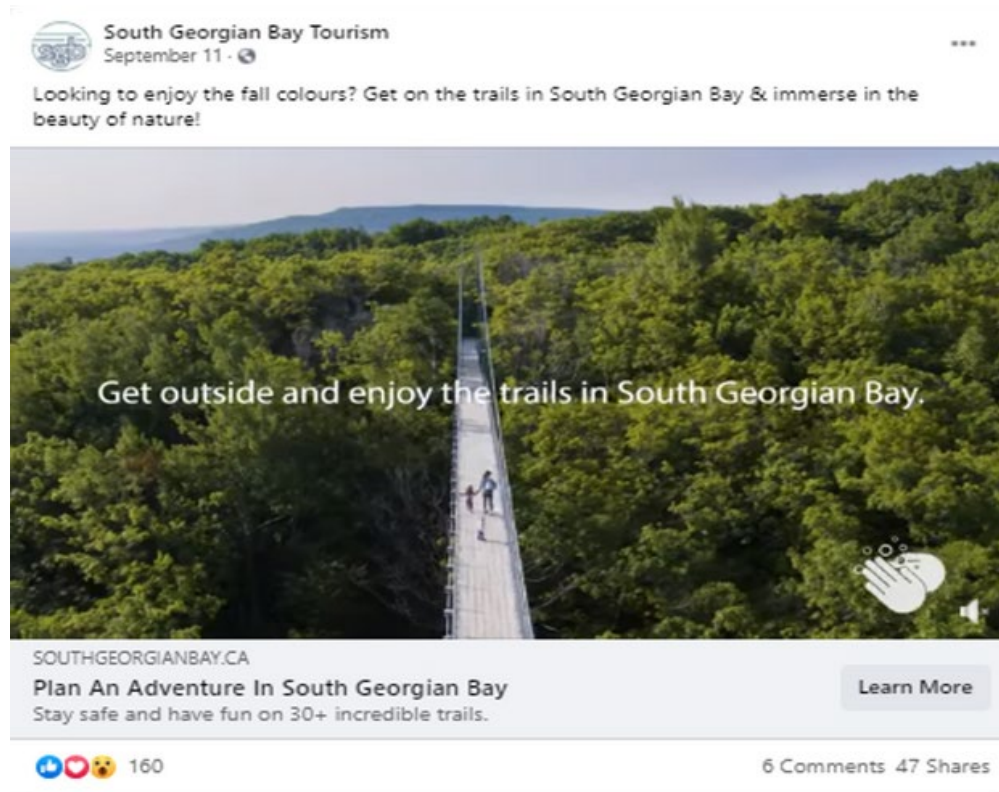 South Georgian Bay Tourism
September 11 ·
Looking to enjoy the fall colours? Get on the trails in South Georgian Bay & immerse in the
beauty of nature!
Get outside and enjoy the trails in South Georgian Bay.
SOUTHGEORGIANBAY.CA
Plan An Adventure In South Georgian Bay
Stay safe and have fun on 30+ incredible trails.
Learn More
160
6 Comments 47 Shares